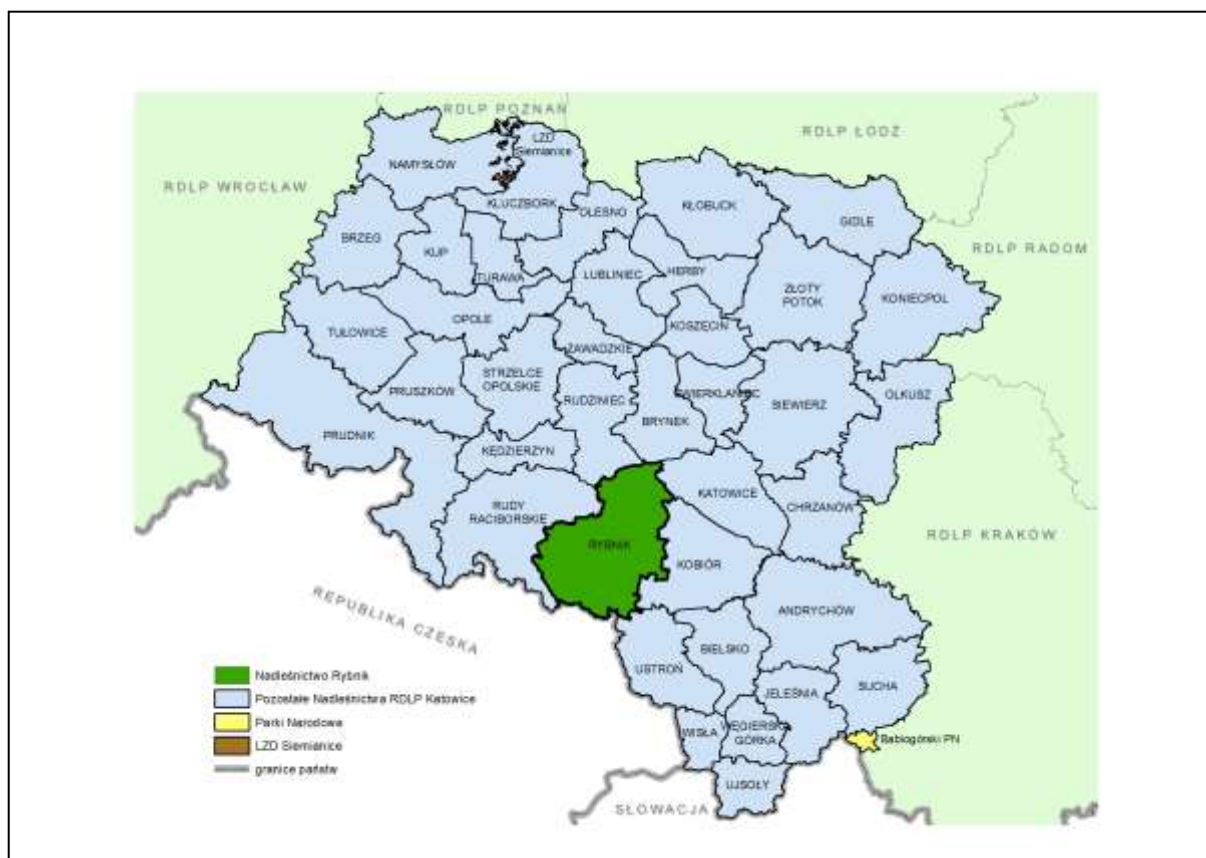 RDLP POZNAŃ
RDLP ŁÓDŹ
LZD
Siemianice
NAMYSŁÓW
RDLP WROCŁAW
KLUCZBORK
OLESNO
KŁOBUCK
GIDLE
BRZEG
KUP
TURAWA
LUBLINIEC
HERBY
RDLP RADOM
ZŁOTY
POTOK
KONIECPOL
OPOLE
KOSZĘCIN
TUŁOWICE
ZAWADZKIE
STRZELCE
OPOLSKIE
PRUSZKÓW
RUDZINIEC
ŚWIERKLANIEC
SIEWIERZ
OLKUSZ
BRYNEK
PRUDNIK
KĘDZIERZYN
KATOWICE
CHRZANÓW
RUDY
RACIBORSKIE
RYBNIK
RDLP KRAKÓW
KOBIÓR
REPUBLIKA CZESKA
ANDRYCHÓW
USTROŃ
BIELSKO
JELEŚNIA
SUCHA
WISŁA
WĘGIERSKA
GÓRKA
Babiogórski PN
UJSOŁY
SŁOWACJA
Nadleśnictwo Rybnik
Pozostałe Nadleśnictwa RDLP Katowice
Parki Narodowe
LZD Siemianice
granice państw